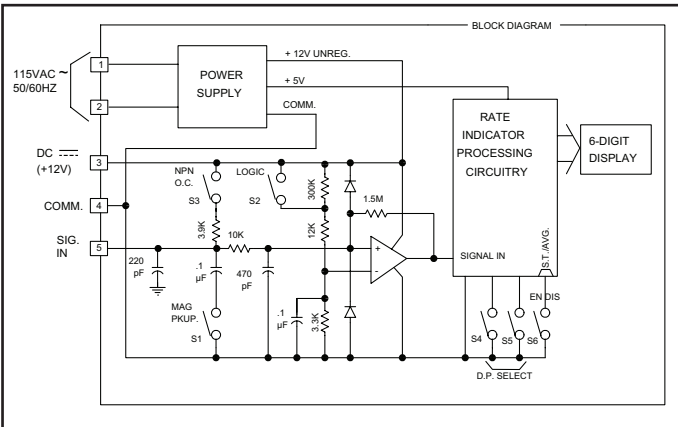 BLOCK DIAGRAM
115VAC ~
50/60HZ
1
2
POWER
SUPPLY
+ 12V UNREG.
+ 5V
COMM.
DC
(+12V)
3
COMM.
4
SIG.
IN
5
NPN
O.C.
S3
LOGIC
S2
300K
1.5M
3.9K
10K
12K
220
pF
.1
µF
470
pF
MAG
PKUP.
S1
.1
µF
3.3K
+
-
RATE
INDICATOR
PROCESSING
CIRCUITRY
6-DIGIT
DISPLAY
SIGNAL IN
S.T./AVG.
EN DIS
S4
S5
S6
D.P. SELECT